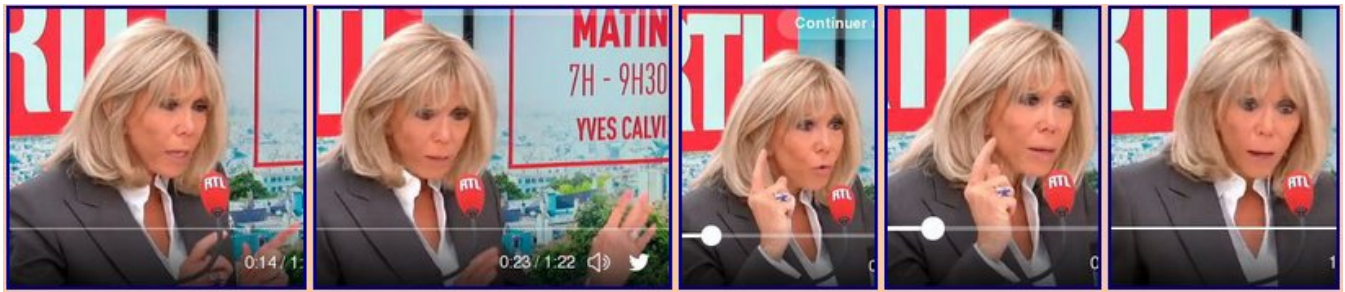 RTL
0:14 / 1:
MATIN
7H - 9H30
YVES CALVI
RTL
0:23 / 1:22
Continuer
RTL
RTL
RTL
RTL